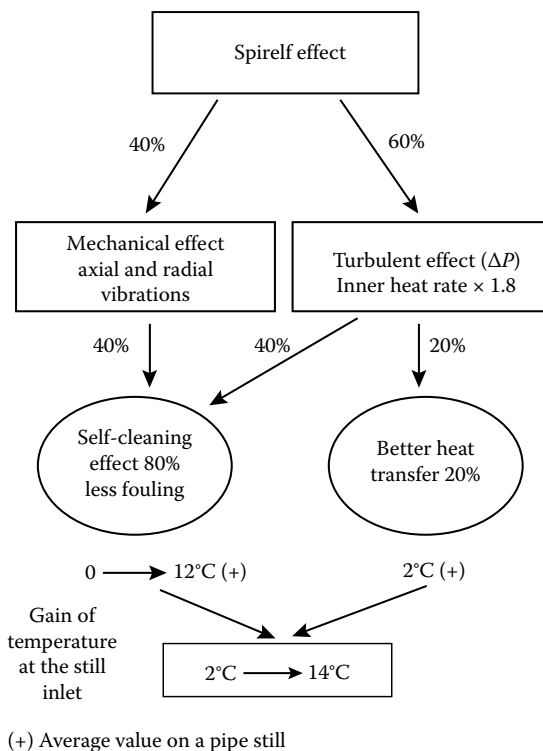 Spirelf effect
40%
60%
Mechanical effect
axial and radial
vibrations
Turbulent effect (ΔP)
Inner heat rate × 1.8
40%
40%
20%
Self-cleaning
effect 80%
less fouling
Better heat
transfer 20%
0 → 12°C (+)
2°C (+)
Gain of
temperature
at the still
inlet
2°C → 14°C
(+) Average value on a pipe still